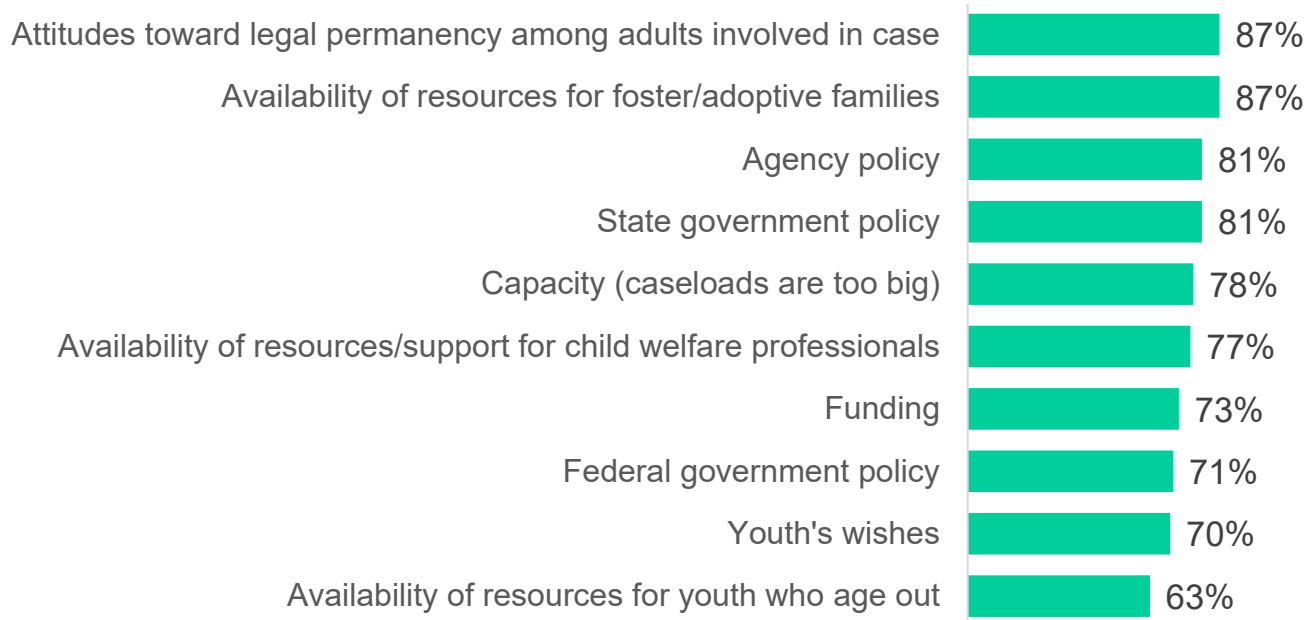 Attitudes toward legal permanency among adults involved in case 87%
Availability of resources for foster/adoptive families 87%
Agency policy 81%
State government policy 81%
Capacity (caseloads are too big) 78%
Availability of resources/support for child welfare professionals 77%
Funding 73%
Federal government policy 71%
Youth's wishes 70%
Availability of resources for youth who age out 63%